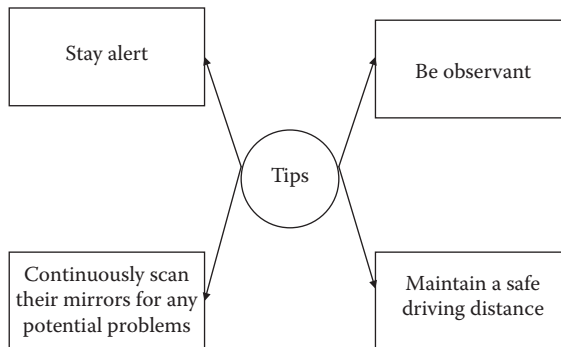 Stay alert
Be observant
Tips
Continuously scan
their mirrors for any
potential problems
Maintain a safe
driving distance